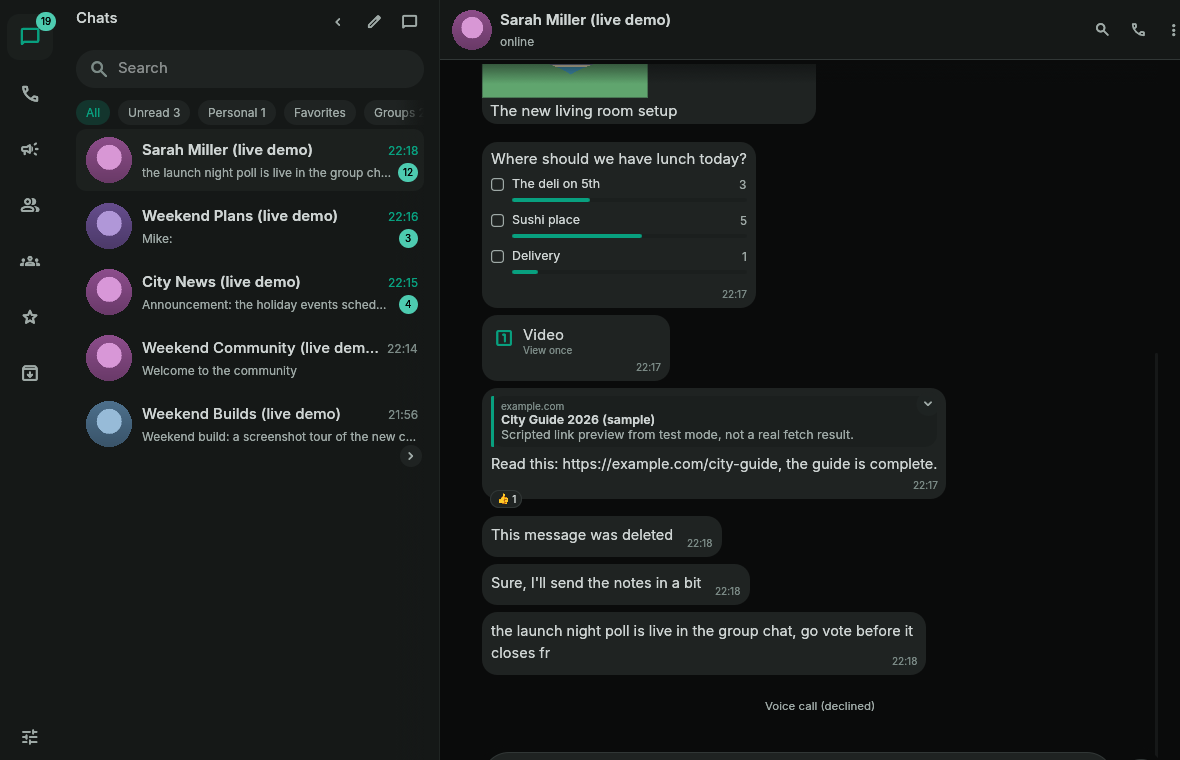 19
Chats
Search
All
Unread 3
Personal 1
Favorites
Groups
Sarah Miller (live demo)
22:18
the launch night poll is live in the group ch...
12
Weekend Plans (live demo)
22:16
Mike:
3
City News (live demo)
22:15
Announcement: the holiday events sched...
4
Weekend Community (live dem...
22:14
Welcome to the community
Weekend Builds (live demo)
21:56
Weekend build: a screenshot tour of the new c...
Sarah Miller (live demo)
online
The new living room setup
Where should we have lunch today?
The deli on 5th
3
Sushi place
5
Delivery
1
22:17
1
Video
View once
22:17
example.com
City Guide 2026 (sample)
Scripted link preview from test mode, not a real fetch result.
Read this: https://example.com/city-guide, the guide is complete.
22:17
👍 1
This message was deleted
22:18
Sure, I'll send the notes in a bit
22:18
the launch night poll is live in the group chat, go vote before it
closes fr
22:18
Voice call (declined)